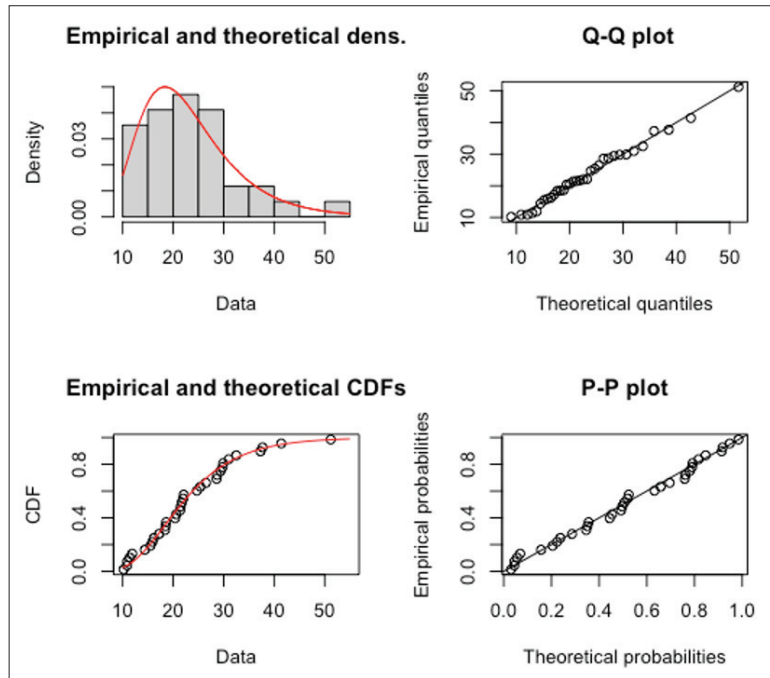 Empirical and theoretical dens.
Density
0.00
0.03
10 20 30 40 50
Data
Q-Q plot
Empirical quantiles
10
30
50
10 20 30 40 50
Theoretical quantiles
Empirical and theoretical CDFs
CDF
0.0
0.4
0.8
10 20 30 40 50
Data
P-P plot
Empirical probabilities
0.0
0.4
0.8
0.0 0.2 0.4 0.6 0.8 1.0
Theoretical probabilities